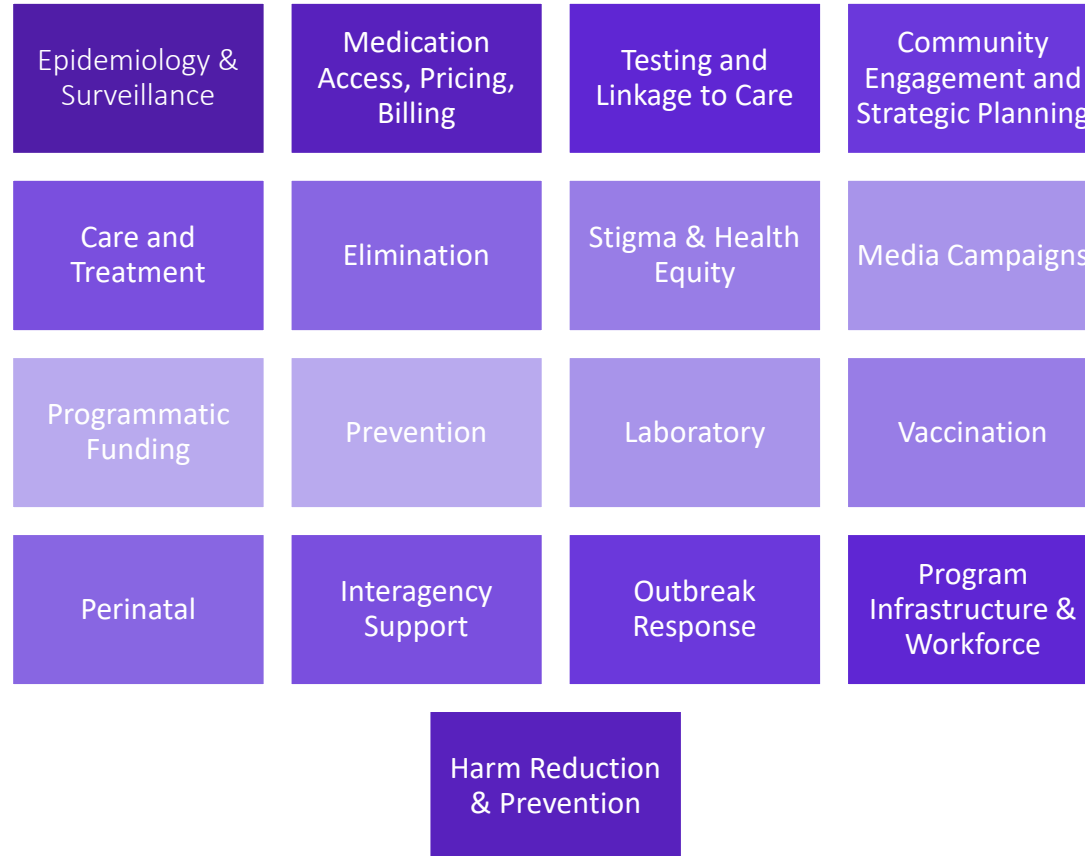 Epidemiology &
Surveillance
Medication
Access, Pricing,
Billing
Testing and
Linkage to Care
Community
Engagement and
Strategic Planning
Care and
Treatment
Elimination
Stigma & Health
Equity
Media Campaigns
Programmatic
Funding
Prevention
Laboratory
Vaccination
Perinatal
Interagency
Support
Outbreak
Response
Program
Infrastructure &
Workforce
Harm Reduction
& Prevention